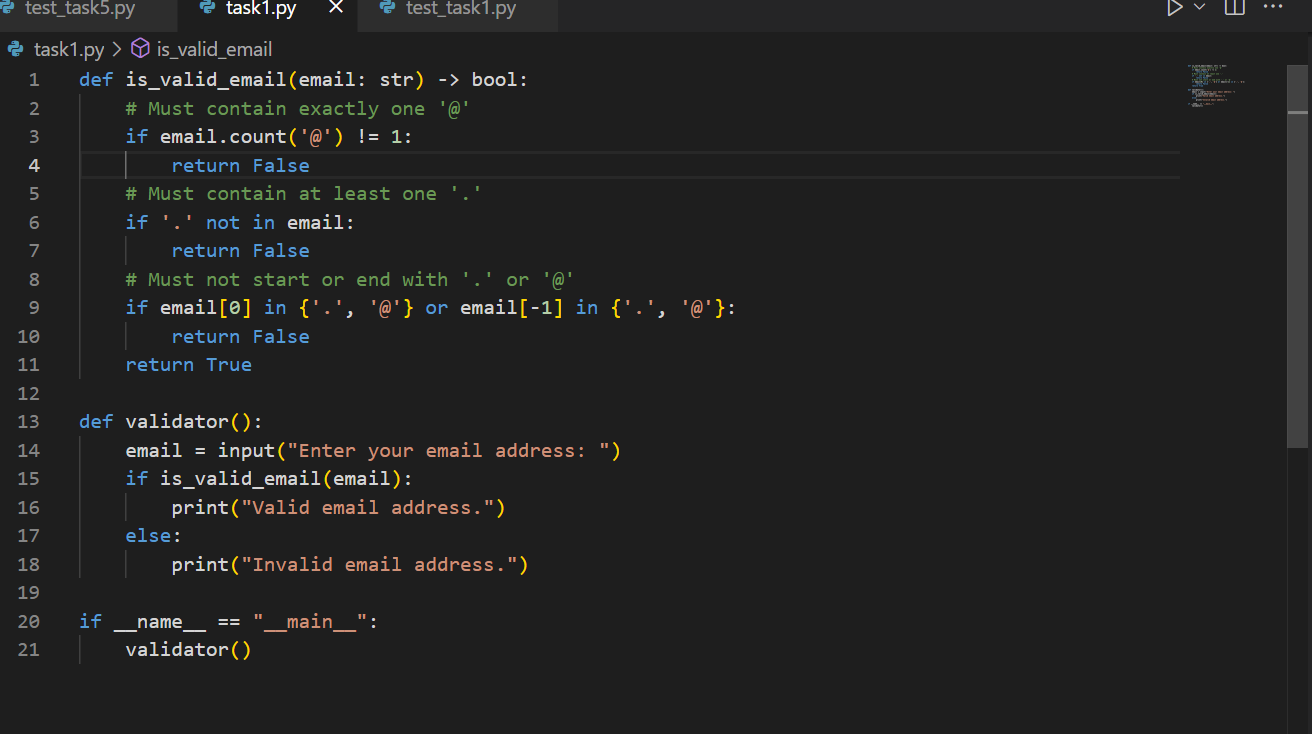 test_task5.py task1.py test_task1.py
task1.py > is_valid_email
1 def is_valid_email(email: str) -> bool:
2     # Must contain exactly one '@'
3     if email.count('@') != 1:
4         return False
5     # Must contain at least one '.'
6     if '.' not in email:
7         return False
8     # Must not start or end with '.' or '@'
9     if email[0] in {'.', '@'} or email[-1] in {'.', '@'}:
10         return False
11     return True
12
13 def validator():
14     email = input("Enter your email address: ")
15     if is_valid_email(email):
16         print("Valid email address.")
17     else:
18         print("Invalid email address.")
19
20 if __name__ == "__main__":
21     validator()